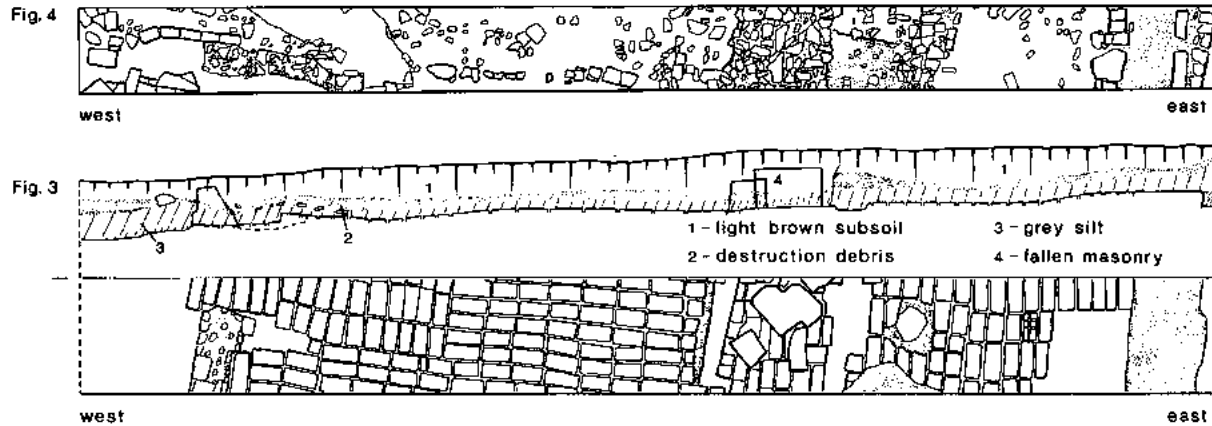 Fig. 4
west east
Fig. 3
1 4 1
1 - light brown subsoil 3 - grey silt
3 2
2 - destruction debris 4 - fallen masonry
west east